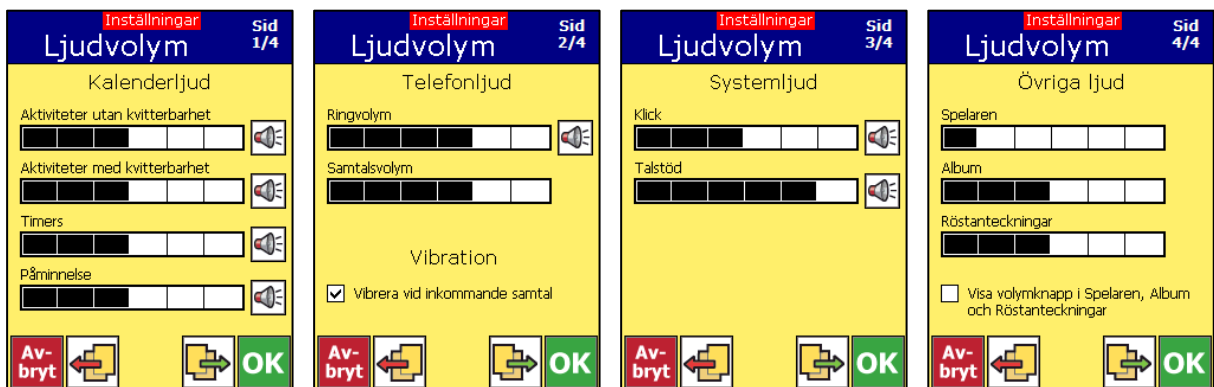 Inställningar
Ljudvolym
Sid
1/4
Kalenderljud
Aktiviteter utan kvitterbarhet
Aktiviteter med kvitterbarhet
Timers
Påminnelse
Av-
bryt
OK
Inställningar
Ljudvolym
Sid
2/4
Telefonljud
Ringvolym
Samtalsvolym
Vibration
Vibrera vid inkommande samtal
Av-
bryt
OK
Inställningar
Ljudvolym
Sid
3/4
Systemljud
Klick
Talstöd
Av-
bryt
OK
Inställningar
Ljudvolym
Sid
4/4
Övriga ljud
Spelaren
Album
Röstanteckningar
Visa volymknapp i Spelaren, Album
och Röstanteckningar
Av-
bryt
OK